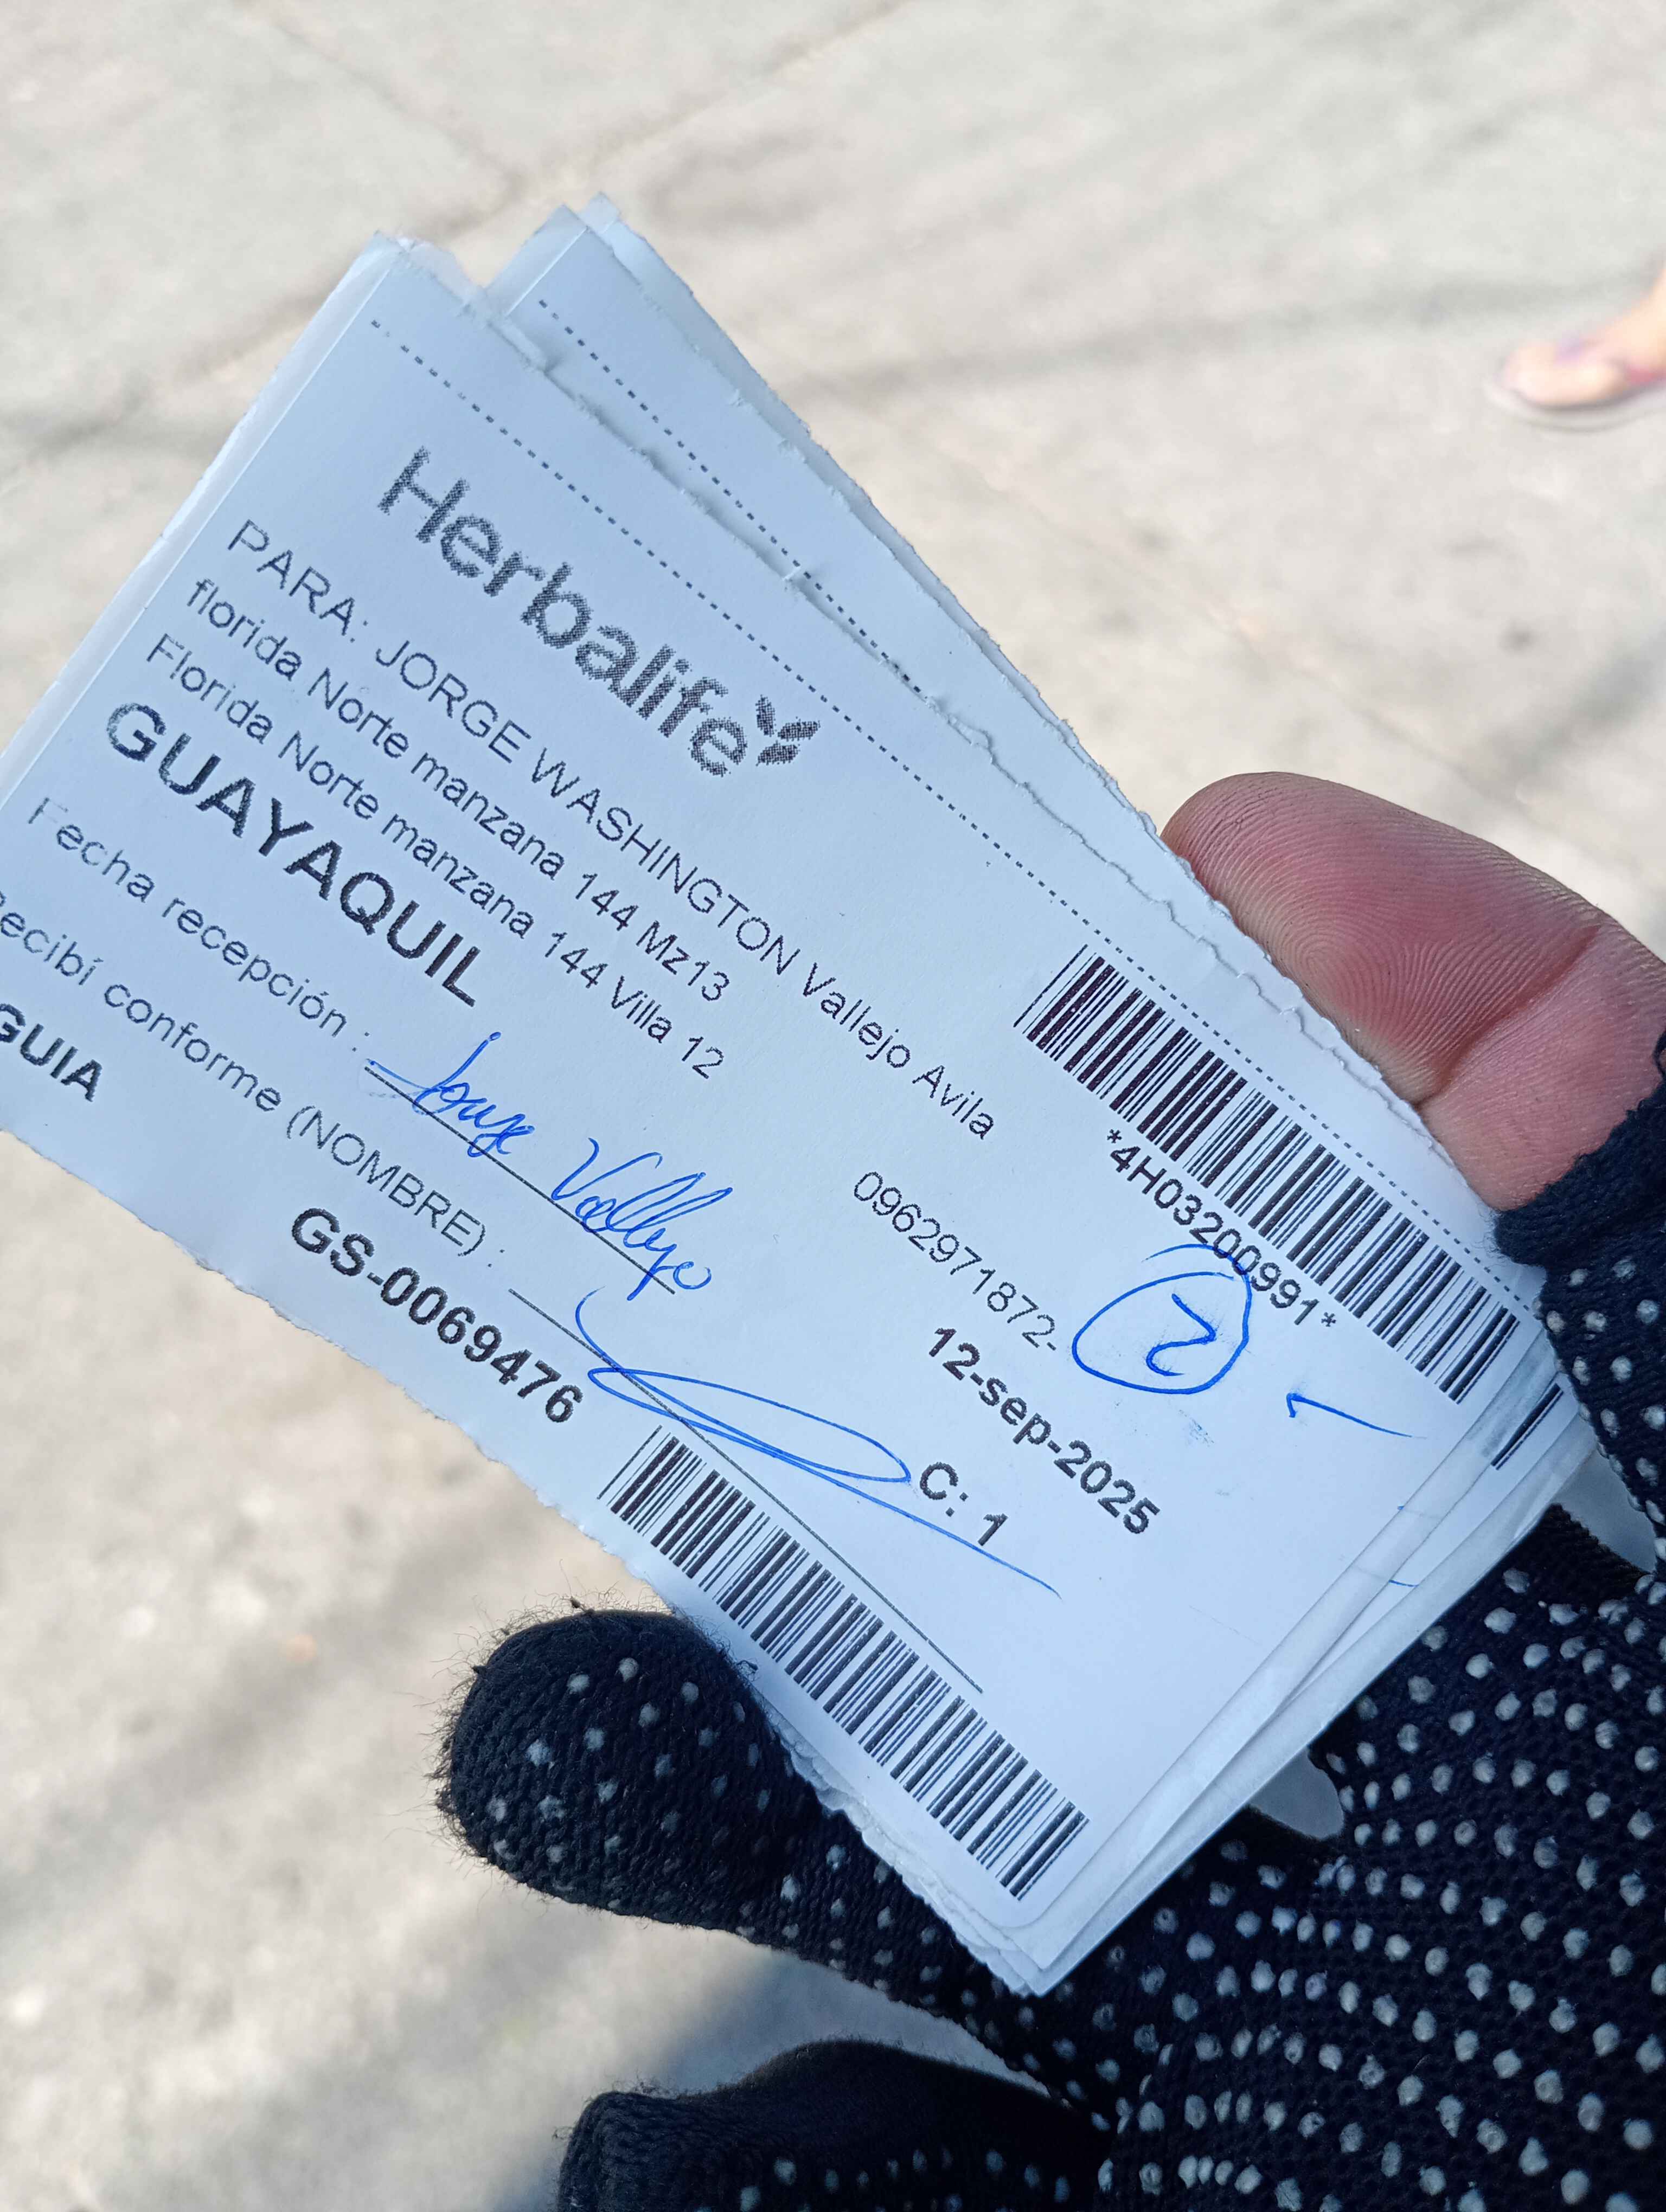 Herbalife
*4H03200991*
PARA: JORGE WASHINGTON Vallejo Avila
florida Norte manzana 144 Mz13
Florida Norte manzana 144 Villa 12
0962971872-
2
GUAYAQUIL
12-sep-2025
Fecha recepción : Jorge Vallejo
C: 1
Recibí conforme (NOMBRE) :
GUIA
GS-0069476